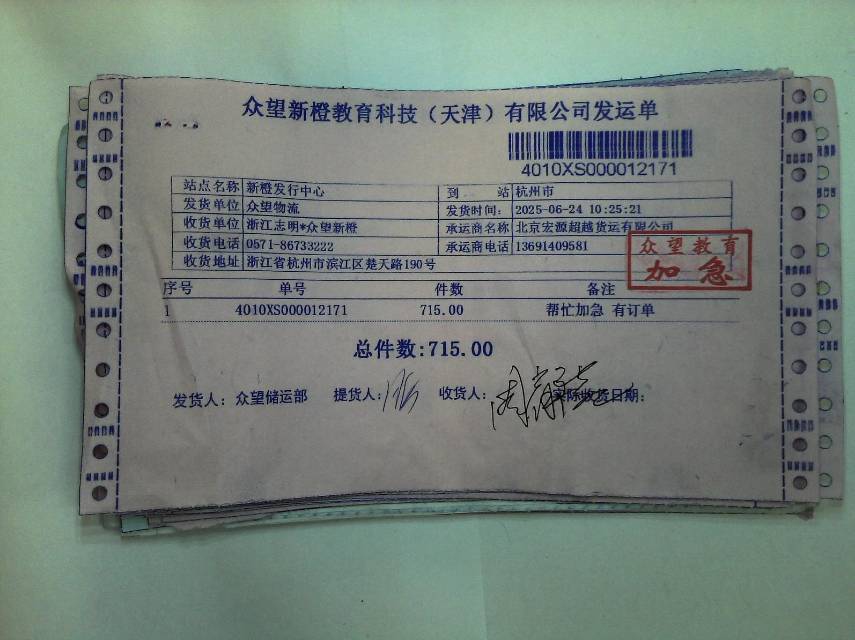 众望新橙教育科技（天津）有限公司发运单
4010XS000012171
站点名称 新橙发行中心 到 站 杭州市
发货单位 众望物流 发货时间: 2025-06-24 10:25:21
收货单位 浙江志明*众望新橙 承运商名称 北京宏源超越货运有限公司
收货电话 0571-86733222 承运商电话 13691409581
收货地址 浙江省杭州市滨江区楚天路190号
众望教育
加急
序号 单号 件数 备注
1 4010XS000012171 715.00 帮忙加急 有订单
总件数:715.00
发货人: 众望储运部 提货人: 收货人: 实际收货日期: